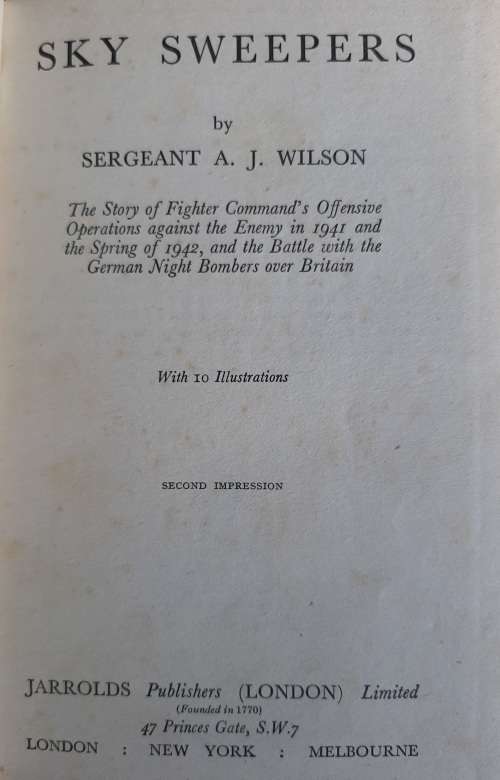 SKY SWEEPERS
by
SERGEANT A. J. WILSON
The Story of Fighter Command's Offensive
Operations against the Enemy in 1941 and
the Spring of 1942, and the Battle with the
German Night Bombers over Britain
With 10 Illustrations
SECOND IMPRESSION
JARROLDS Publishers (LONDON) Limited
(Founded in 1770)
47 Princes Gate, S.W.7
LONDON : NEW YORK : MELBOURNE